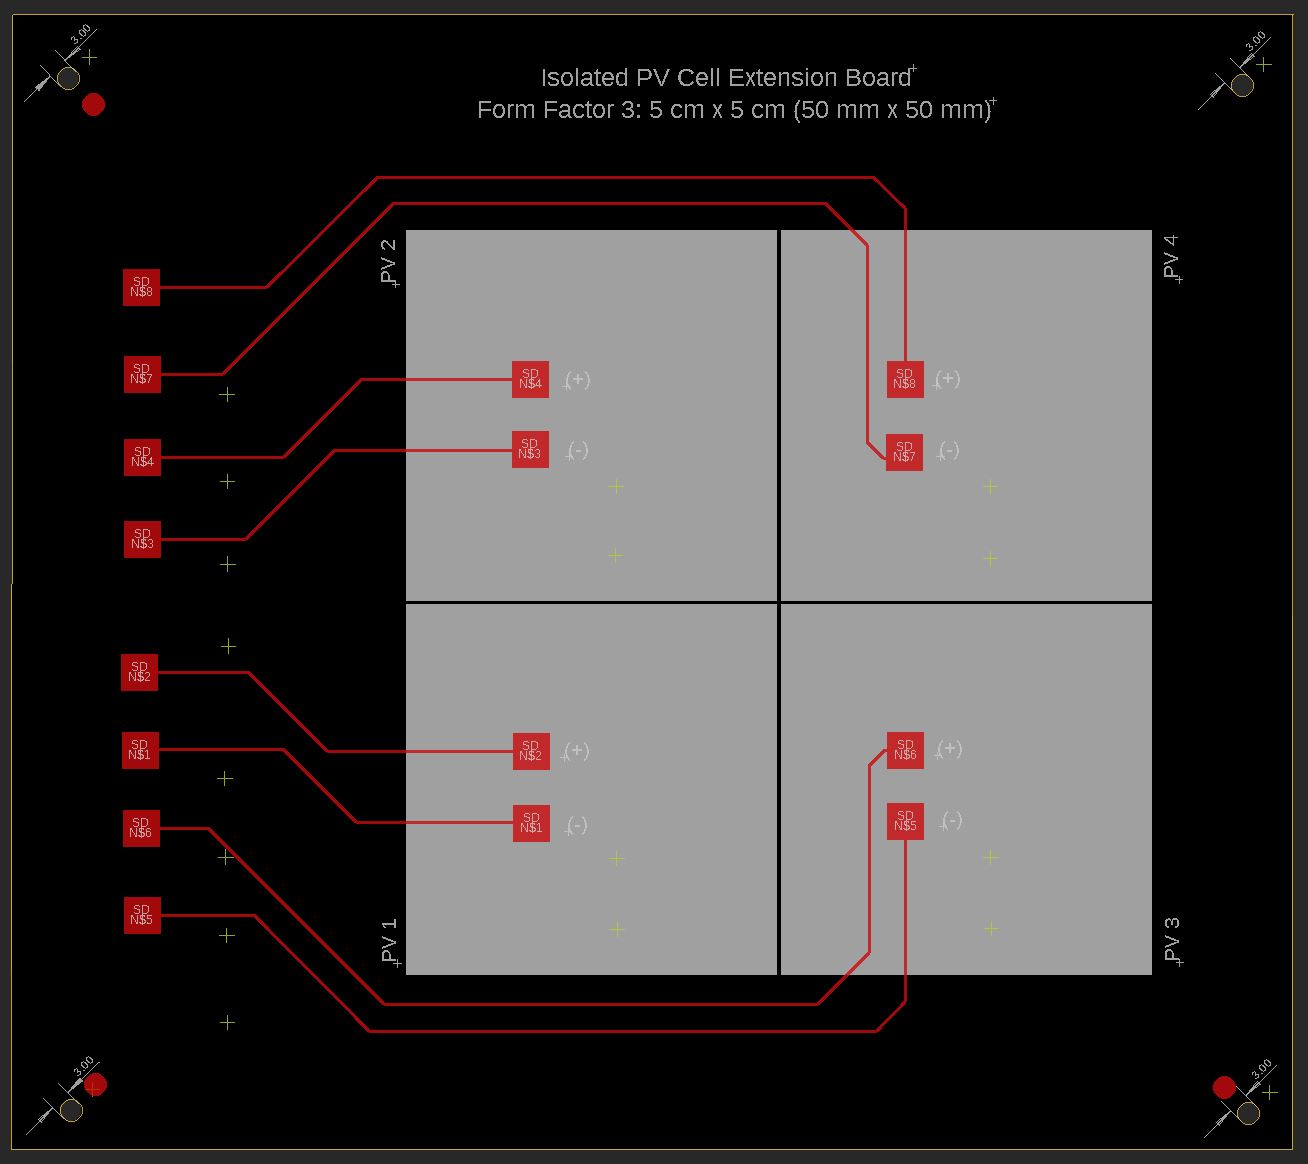 3.00
3.00
Isolated PV Cell Extension Board
Form Factor 3: 5 cm x 5 cm (50 mm x 50 mm)
PV 2
PV 4
SD
N$8
SD
N$7
SD
N$4
SD
N$3
SD
N$4
(+)
SD
N$3
(-)
SD
N$8
(+)
SD
N$7
(-)
SD
N$2
SD
N$1
SD
N$6
SD
N$5
SD
N$2
(+)
SD
N$1
(-)
SD
N$6
(+)
SD
N$5
(-)
PV 1
PV 3
3.00
3.00